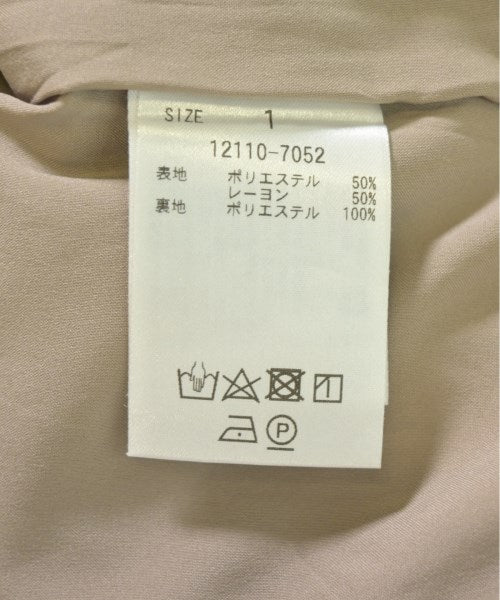 SIZE 1
12110-7052
表地 ポリエステル 50%
レーヨン 50%
裏地 ポリエステル 100%
P